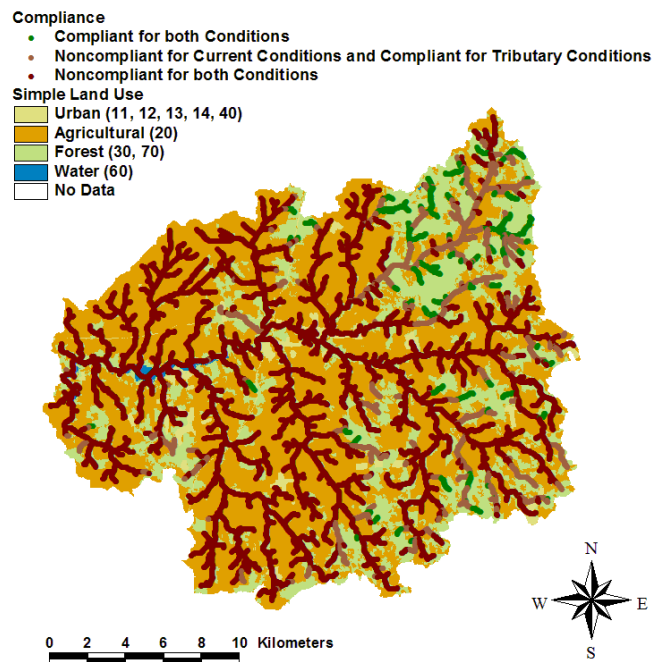 Compliance
Compliant for both Conditions
Noncompliant for Current Conditions and Compliant for Tributary Conditions
Noncompliant for both Conditions
Simple Land Use
Urban (11, 12, 13, 14, 40)
Agricultural (20)
Forest (30, 70)
Water (60)
No Data
N
W E
S
0 2 4 6 8 10 Kilometers